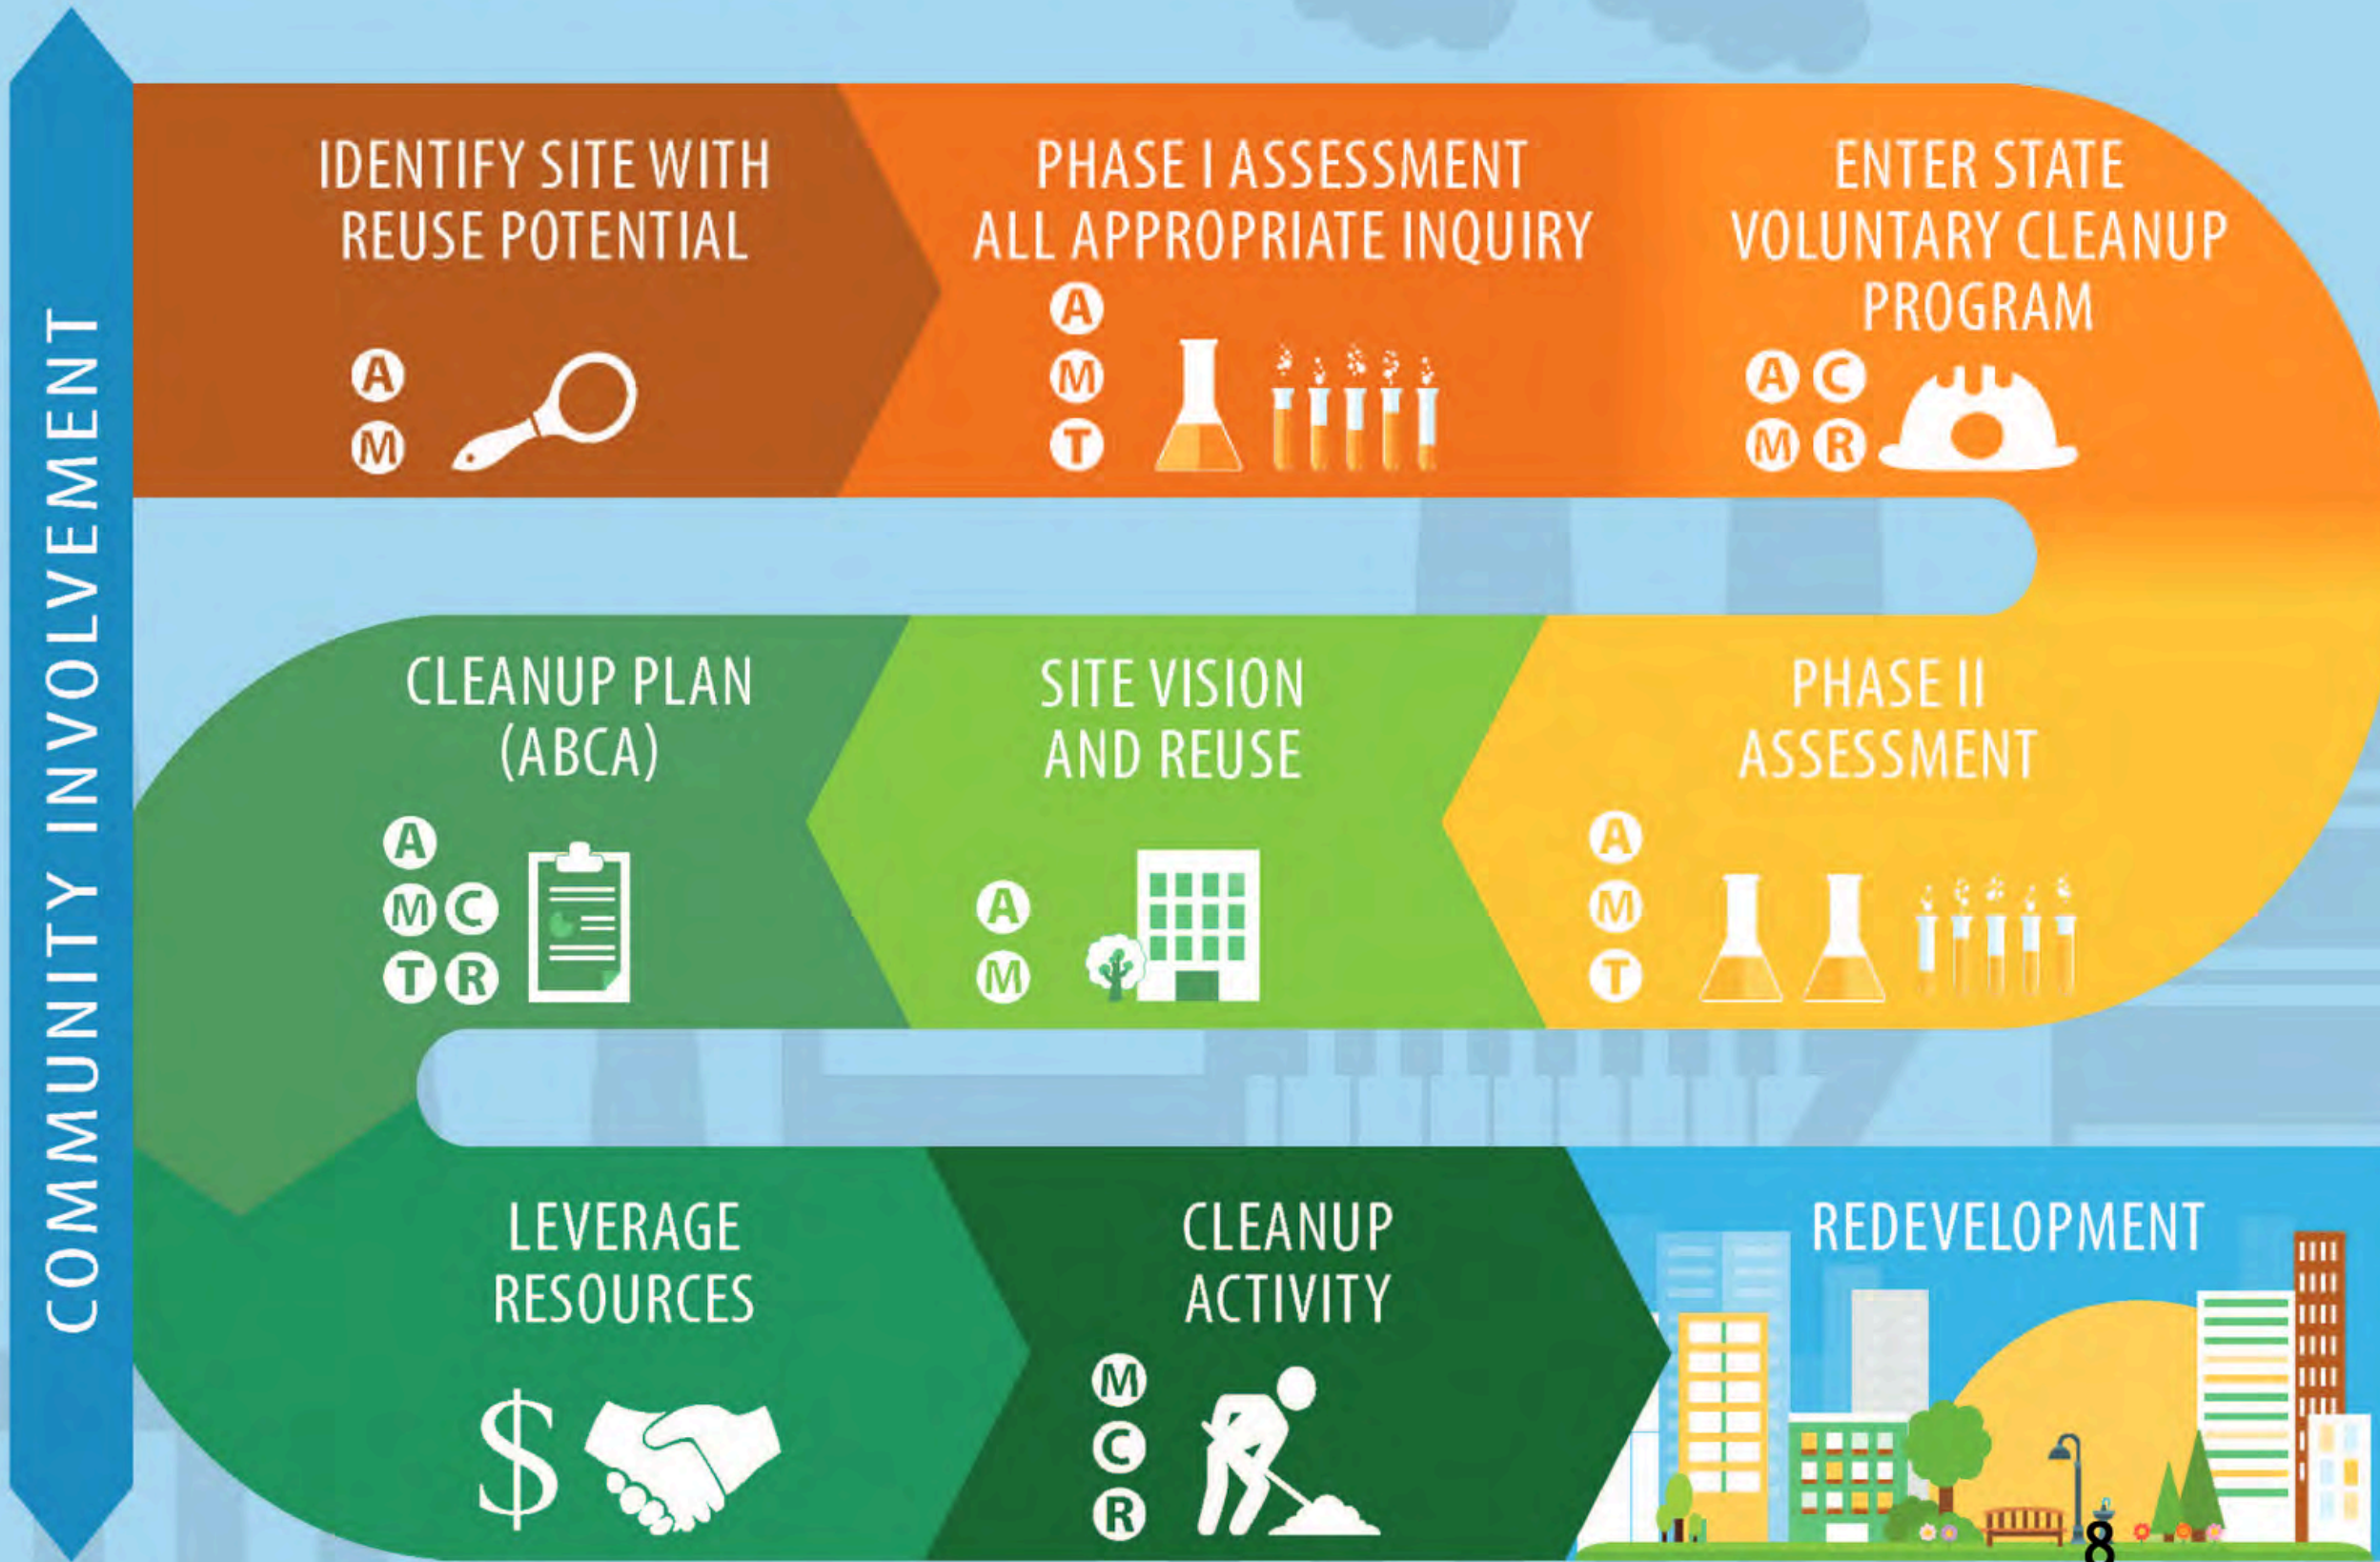 COMMUNITY INVOLVEMENT
IDENTIFY SITE WITH
REUSE POTENTIAL
A
M
PHASE I ASSESSMENT
ALL APPROPRIATE INQUIRY
A
M
T
ENTER STATE
VOLUNTARY CLEANUP
PROGRAM
A C
M R
PHASE II
ASSESSMENT
A
M
T
SITE VISION
AND REUSE
A
M
CLEANUP PLAN
(ABCA)
A
M C
T R
LEVERAGE
RESOURCES
$
CLEANUP
ACTIVITY
M
C
R
REDEVELOPMENT
8